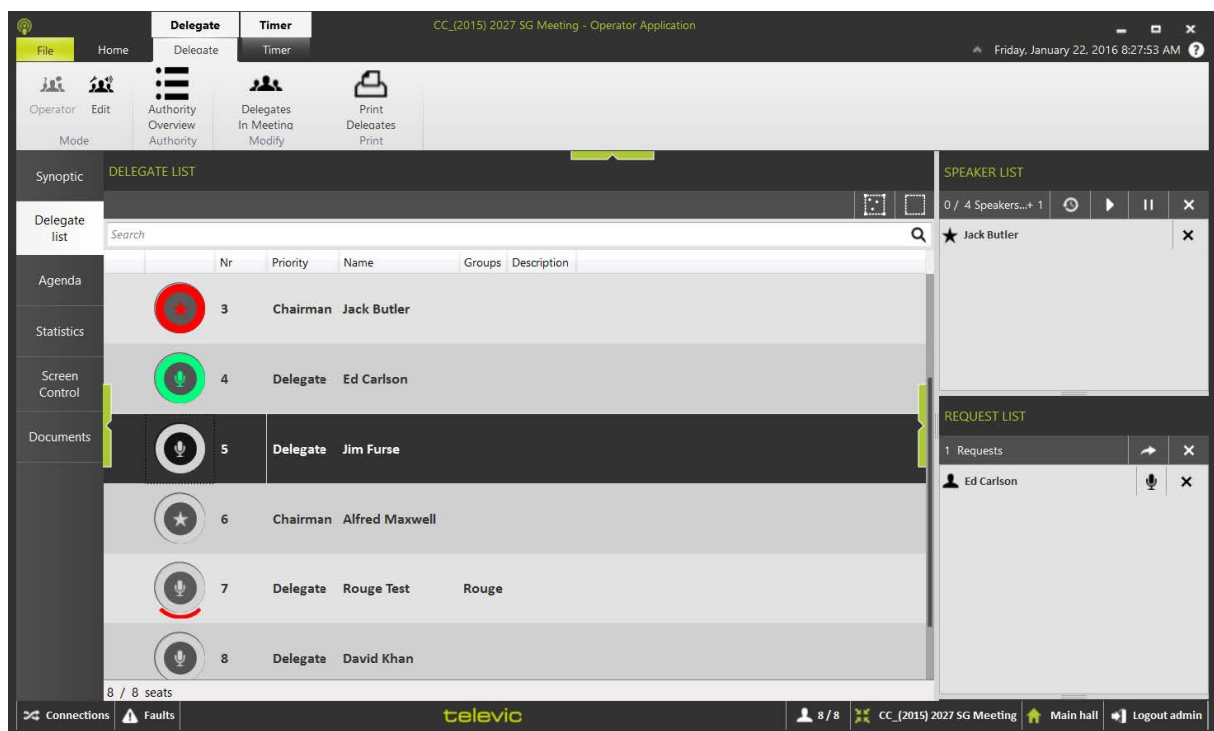 Delegate Timer CC_(2015) 2027 SG Meeting - Operator Application
File Home Delegate Timer Friday, January 22, 2016 8:27:53 AM ?
Operator Edit Authority Overview Delegates In Meeting Print Delegates
Mode Authority Modify Print
Synoptic
Delegate list
Agenda
Statistics
Screen Control
Documents
DELEGATE LIST
Search
Nr Priority Name Groups Description
3 Chairman Jack Butler
4 Delegate Ed Carlson
5 Delegate Jim Furse
6 Chairman Alfred Maxwell
7 Delegate Rouge Test Rouge
8 Delegate David Khan
8 / 8 seats
SPEAKER LIST
0 / 4 Speakers...+ 1
Jack Butler
REQUEST LIST
1 Requests
Ed Carlson
Connections Faults televic 8/8 CC_(2015) 2027 SG Meeting Main hall Logout admin